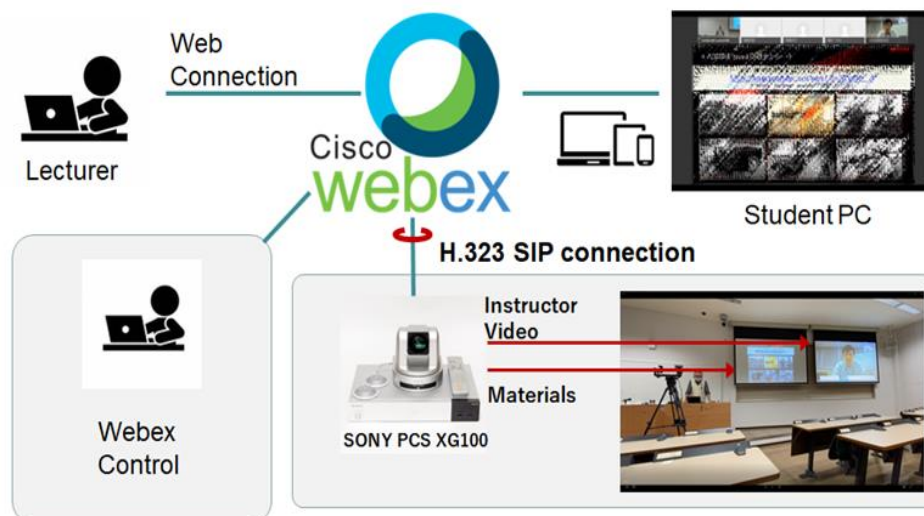 Web
Connection
Lecturer
Cisco
webex
Student PC
H.323 SIP connection
Webex
Control
Instructor
Video
Materials
SONY PCS XG100